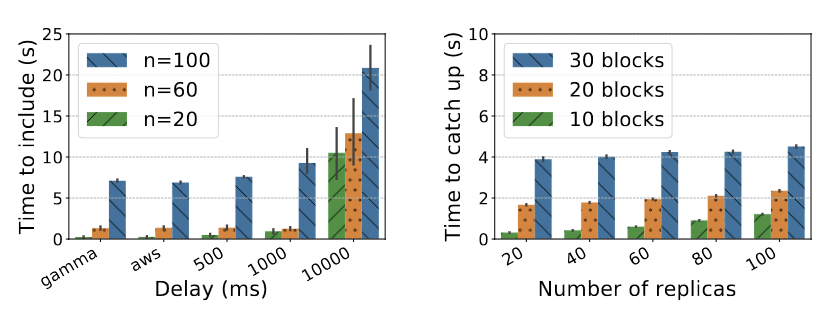 Time to include (s)
25
20
15
10
5
0
n=100
n=60
n=20
gamma
aws
500
1000
10000
Delay (ms)
Time to catch up (s)
10
8
6
4
2
0
30 blocks
20 blocks
10 blocks
20
40
60
80
100
Number of replicas